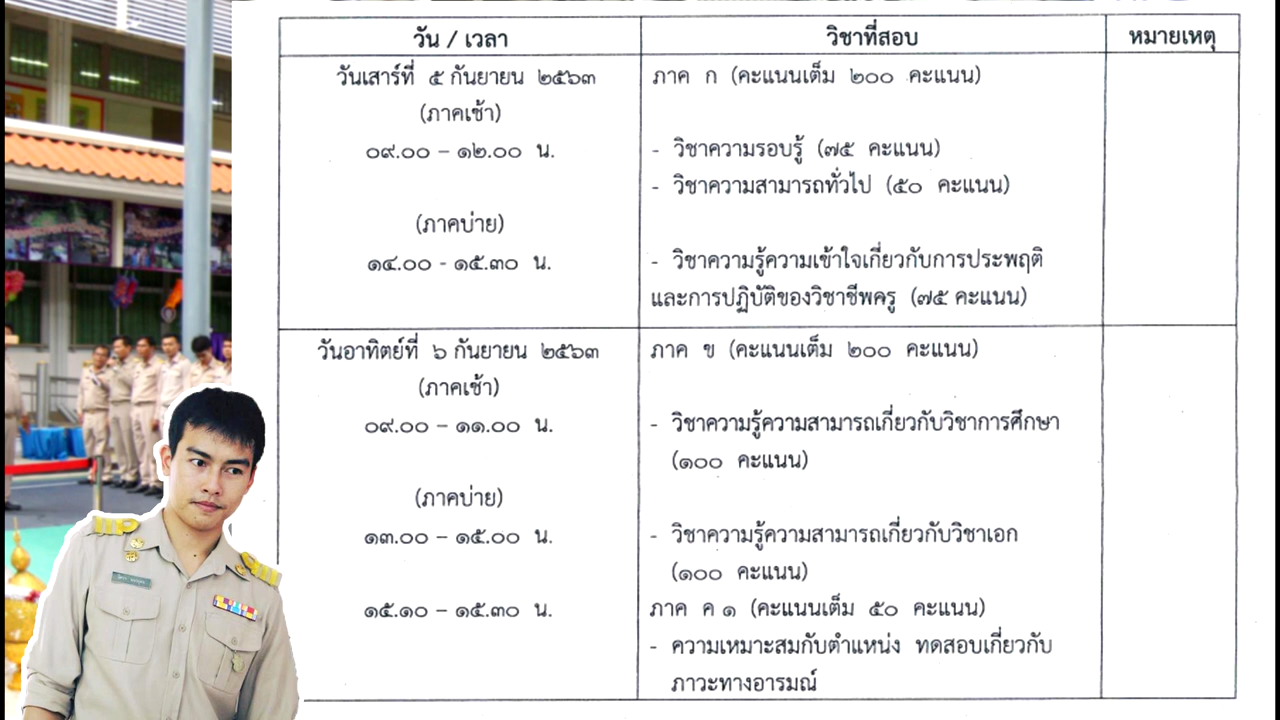 วัน / เวลา
วิชาที่สอบ
หมายเหตุ
วันเสาร์ที่ ๕ กันยายน ๒๕๖๓
(ภาคเช้า)
๐๙.๐๐ – ๑๒.๐๐ น.
(ภาคบ่าย)
๑๔.๐๐ - ๑๕.๓๐ น.
ภาค ก (คะแนนเต็ม ๒๐๐ คะแนน)
- วิชาความรอบรู้ (๗๕ คะแนน)
- วิชาความสามารถทั่วไป (๕๐ คะแนน)
- วิชาความรู้ความเข้าใจเกี่ยวกับการประพฤติ
และการปฏิบัติของวิชาชีพครู (๗๕ คะแนน)
วันอาทิตย์ที่ ๖ กันยายน ๒๕๖๓
(ภาคเช้า)
๐๙.๐๐ – ๑๑.๐๐ น.
(ภาคบ่าย)
๑๓.๐๐ – ๑๕.๐๐ น.
๑๕.๑๐ – ๑๕.๓๐ น.
ภาค ข (คะแนนเต็ม ๒๐๐ คะแนน)
- วิชาความรู้ความสามารถเกี่ยวกับวิชาการศึกษา
(๑๐๐ คะแนน)
- วิชาความรู้ความสามารถเกี่ยวกับวิชาเอก
(๑๐๐ คะแนน)
ภาค ค ๑ (คะแนนเต็ม ๕๐ คะแนน)
- ความเหมาะสมกับตำแหน่ง ทดสอบเกี่ยวกับ
ภาวะทางอารมณ์